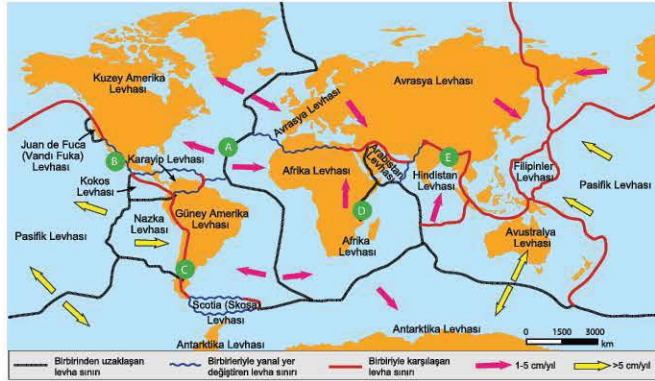 Kuzey Amerika
Levhası
Avrasya
Levhası
Avrasya Levhası
Juan de Fuca
(Vandı Fuka)
Levhası
A
B
Karayip Levhası
Kokos
Levhası
Afrika Levhası
Arabistan
Levhası
E
Hindistan
Levhası
Filipinler
Levhası
Pasifik Levhası
Nazka
Levhası
Güney Amerika
Levhası
D
Pasifik Levhası
Afrika
Levhası
Avustralya
Levhası
C
Scotia (Skoşa)
Levhası
Antarktika Levhası
Antarktika Levhası
0 1500 3000
km
Birbirinden uzaklaşan
levha sınırı
Birbirleriyle yanal yer
değiştiren levha sınırı
Birbiriyle karşılaşan
levha sınırı
1-5 cm/yıl
>5 cm/yıl